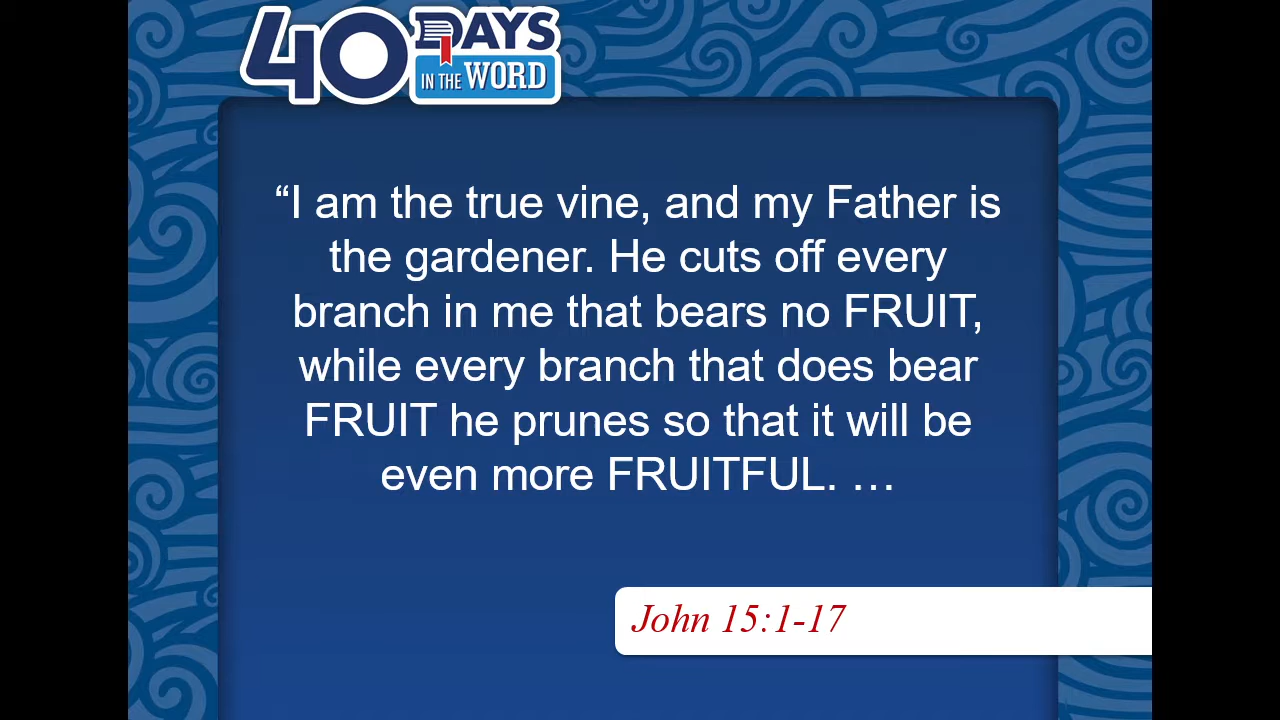 40 DAYS
IN THE WORD
“I am the true vine, and my Father is
the gardener. He cuts off every
branch in me that bears no FRUIT,
while every branch that does bear
FRUIT he prunes so that it will be
even more FRUITFUL. …
John 15:1-17